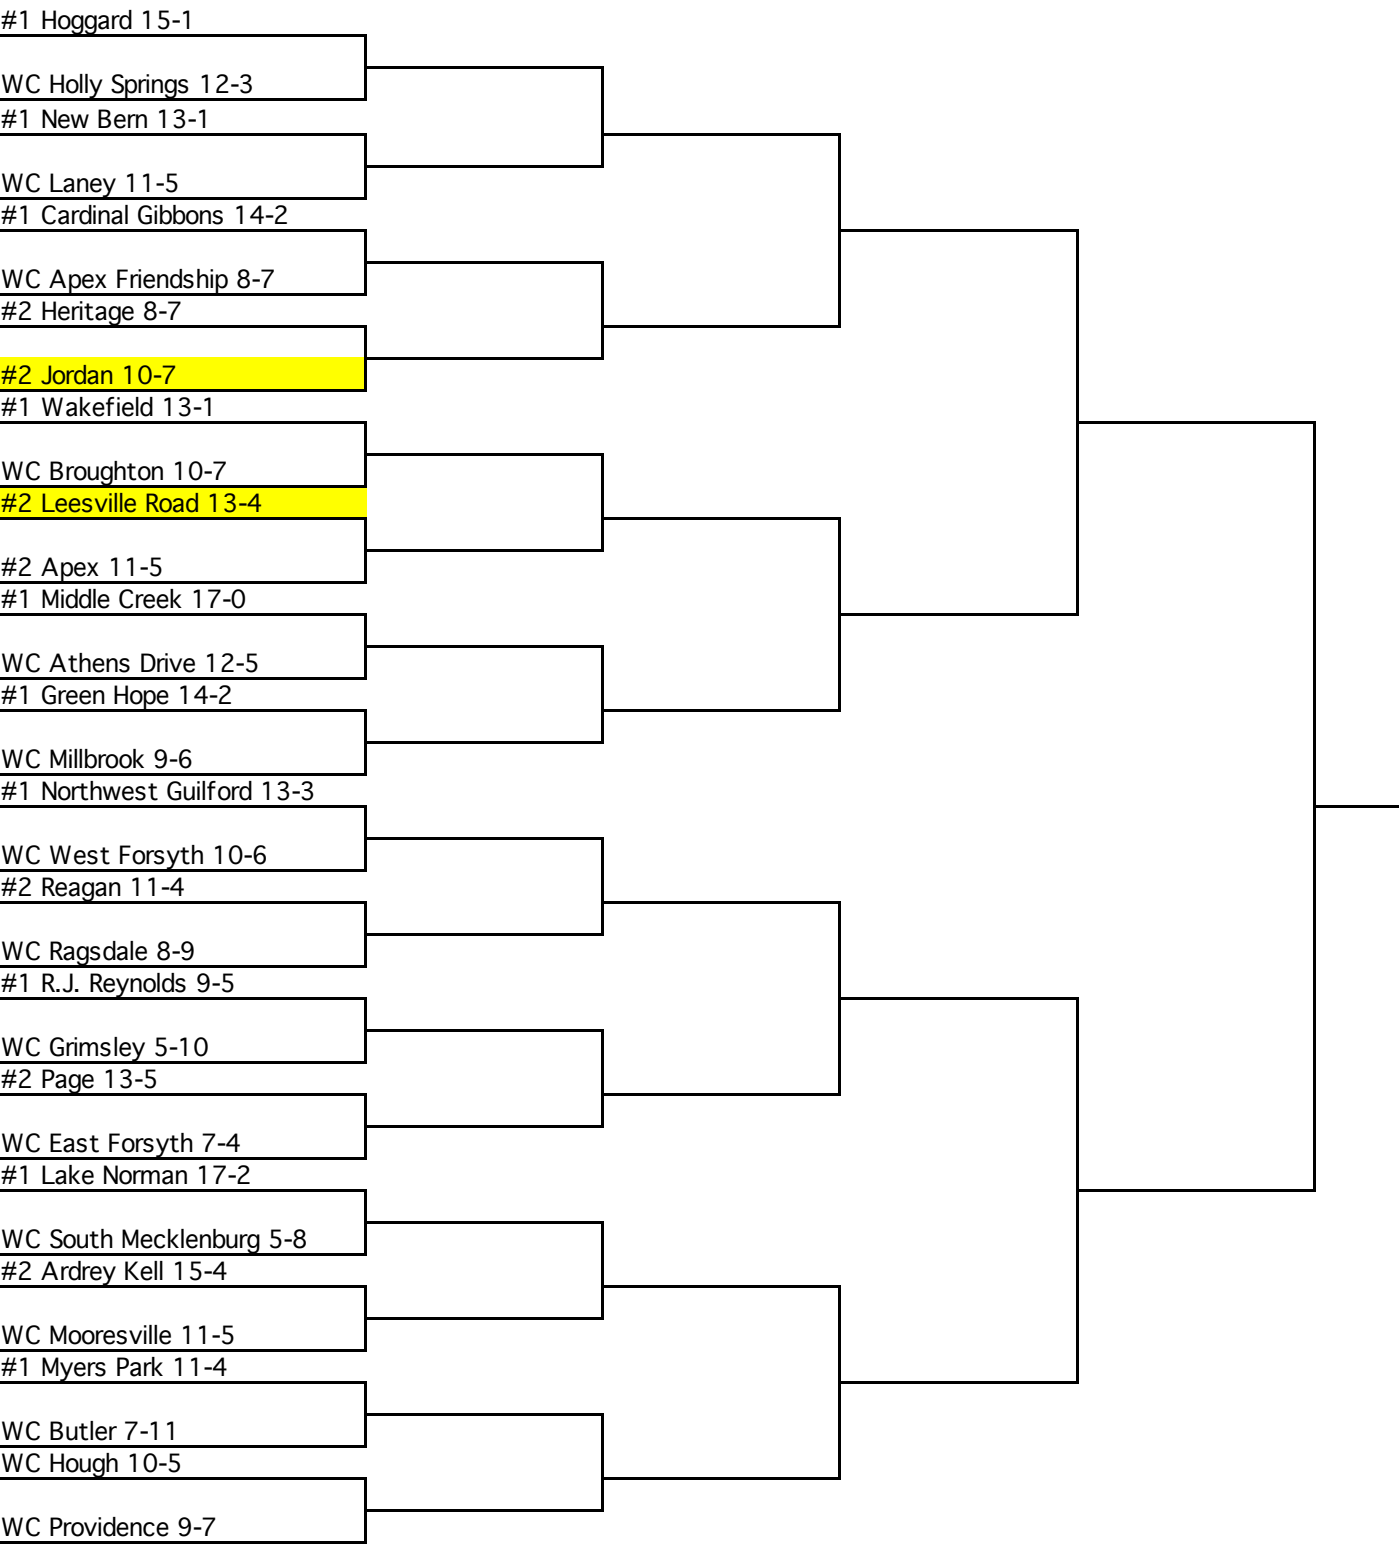 #1 Hoggard 15-1
WC Holly Springs 12-3
#1 New Bern 13-1
WC Laney 11-5
#1 Cardinal Gibbons 14-2
WC Apex Friendship 8-7
#2 Heritage 8-7
#2 Jordan 10-7
#1 Wakefield 13-1
WC Broughton 10-7
#2 Leesville Road 13-4
#2 Apex 11-5
#1 Middle Creek 17-0
WC Athens Drive 12-5
#1 Green Hope 14-2
WC Millbrook 9-6
#1 Northwest Guilford 13-3
WC West Forsyth 10-6
#2 Reagan 11-4
WC Ragsdale 8-9
#1 R.J. Reynolds 9-5
WC Grimsley 5-10
#2 Page 13-5
WC East Forsyth 7-4
#1 Lake Norman 17-2
WC South Mecklenburg 5-8
#2 Ardrey Kell 15-4
WC Mooresville 11-5
#1 Myers Park 11-4
WC Butler 7-11
WC Hough 10-5
WC Providence 9-7